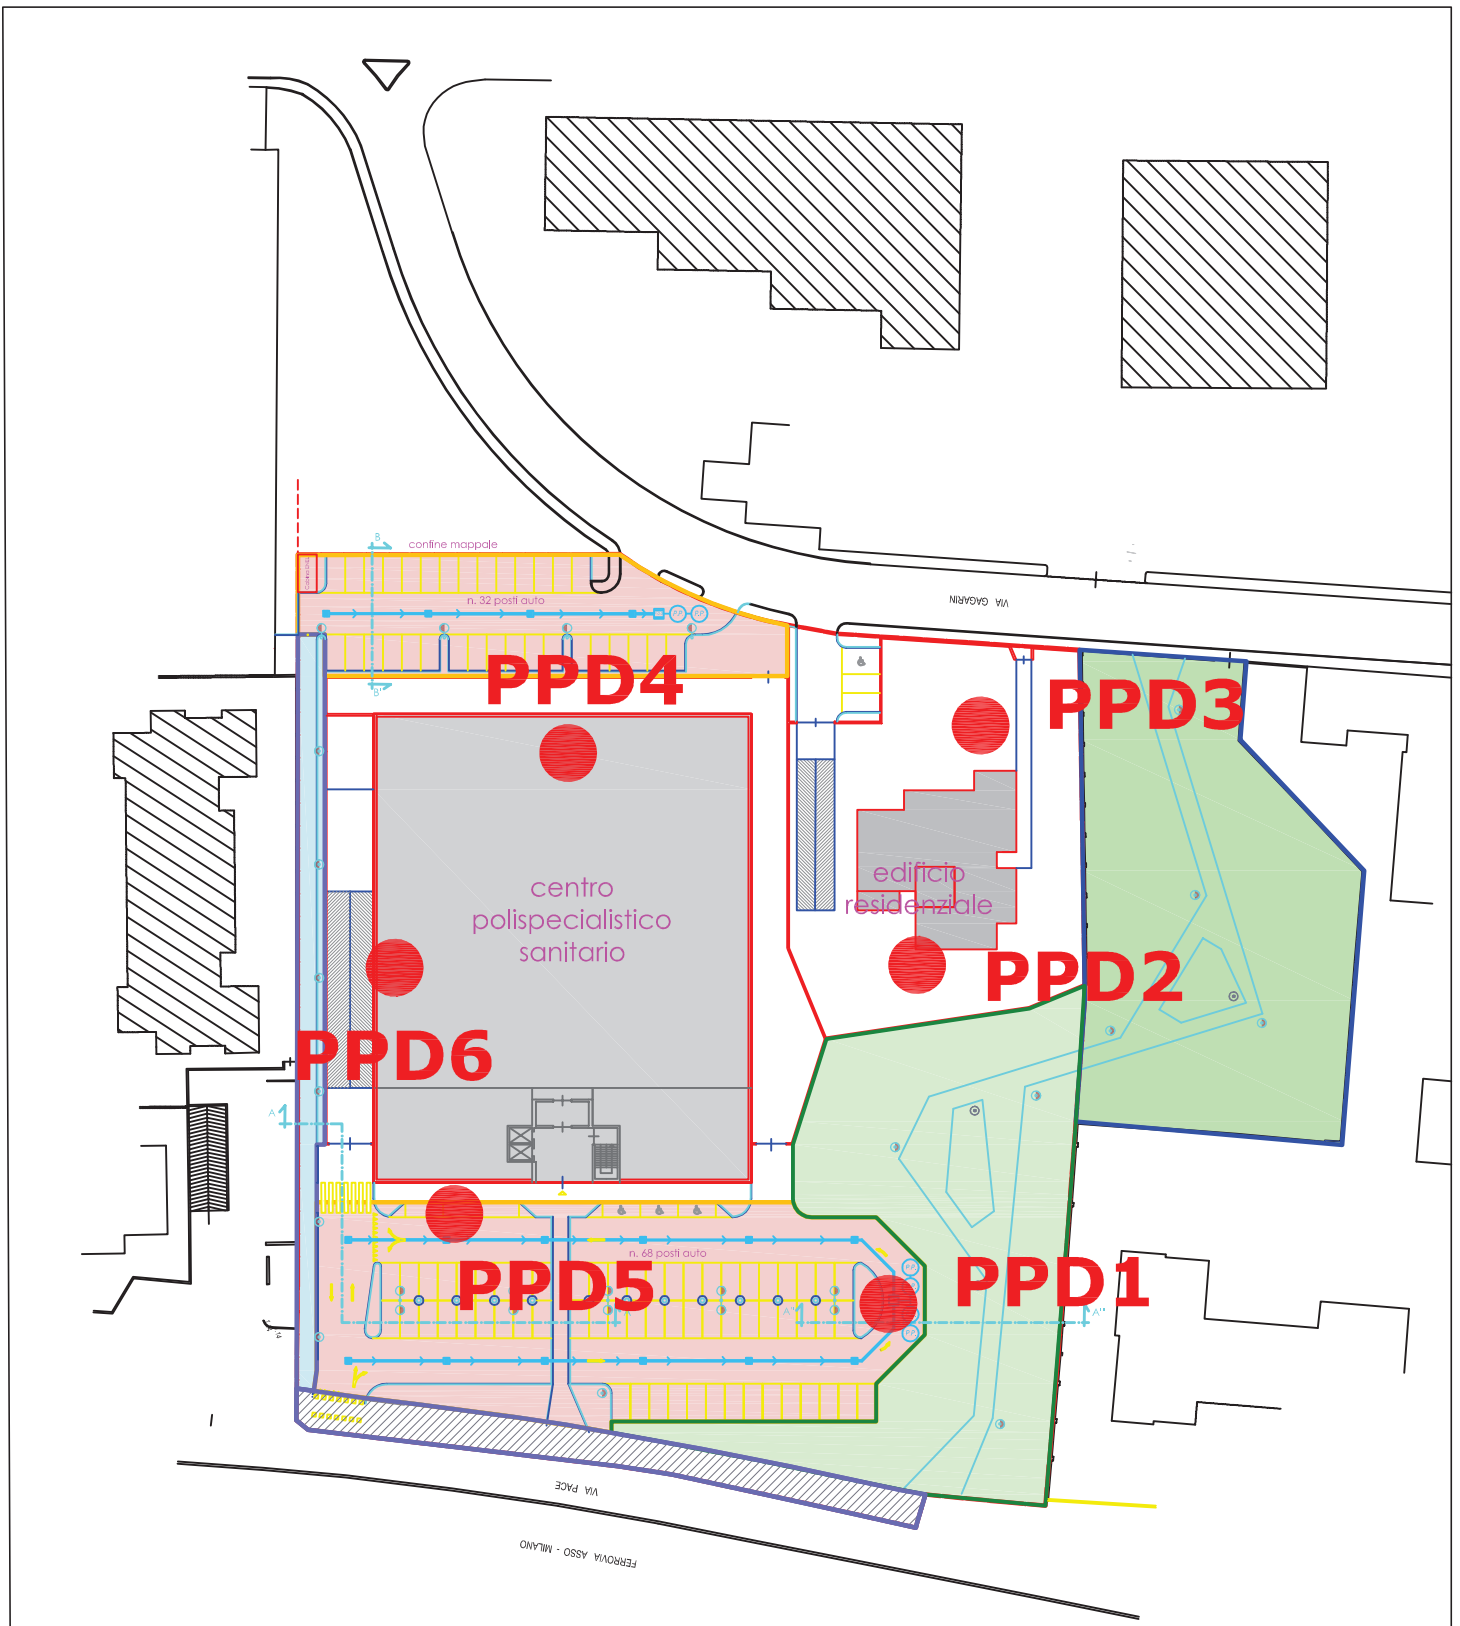 B
confine mappale
n. 32 posti auto
P.P.
P.P.
VIA GAGARIN
B'
PPD4
PPD3
edificio
residenziale
centro
polispecialistico
sanitario
PPD2
PPD6
A
n. 68 posti auto
P.P.
PPD5
PPD1
A'
A"
A"
P.P.
VIA PACE
FERROVIA ASSO - MILANO